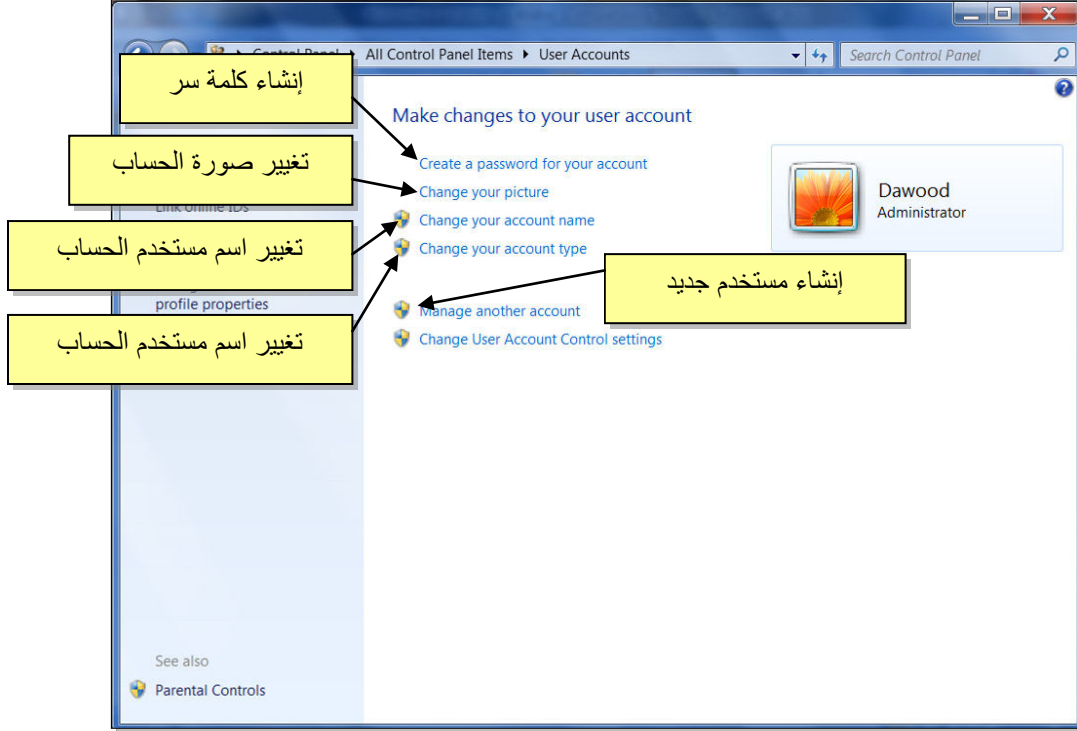 Control Panel ▸ All Control Panel Items ▸ User Accounts
Search Control Panel
إنشاء كلمة سر
Make changes to your user account
تغيير صورة الحساب
Create a password for your account
Change your picture
Dawood
Administrator
Link online IDs
Change your account name
تغيير اسم مستخدم الحساب
Change your account type
إنشاء مستخدم جديد
profile properties
Manage another account
تغيير اسم مستخدم الحساب
Change User Account Control settings
See also
Parental Controls